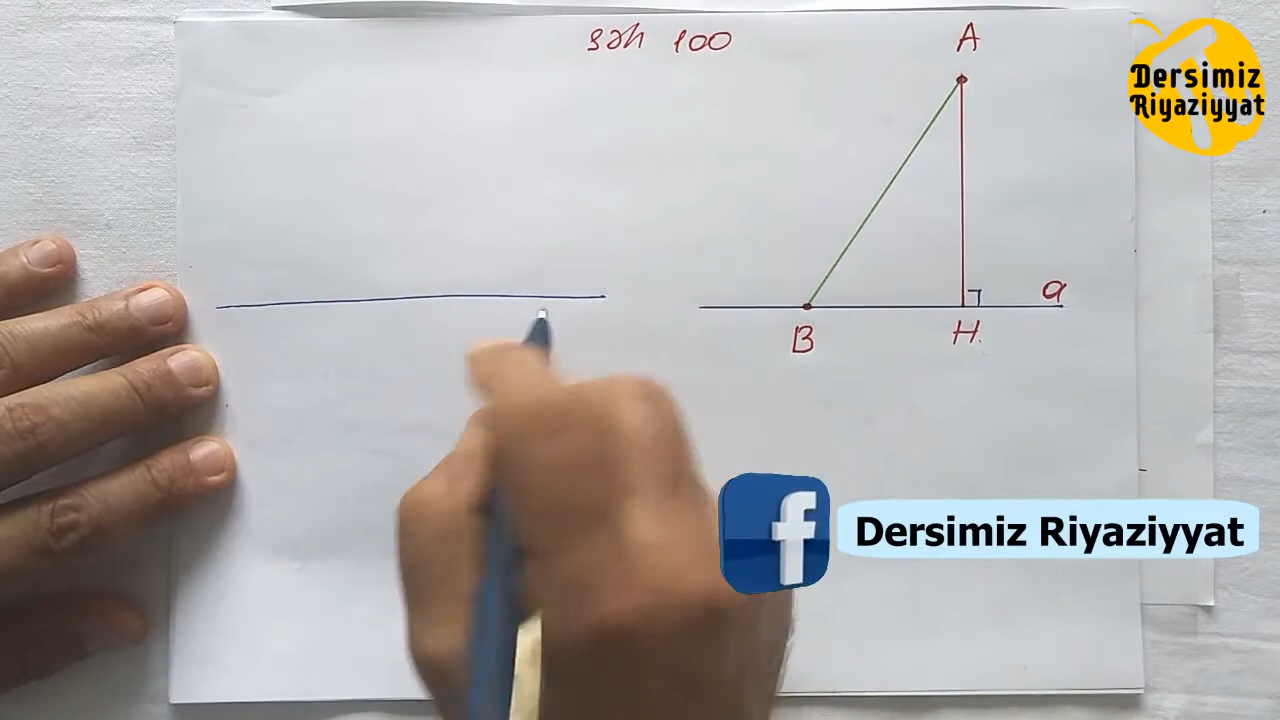 səh 100
A
Dersimiz
Riyaziyyat
a
B
H
Dersimiz Riyaziyyat